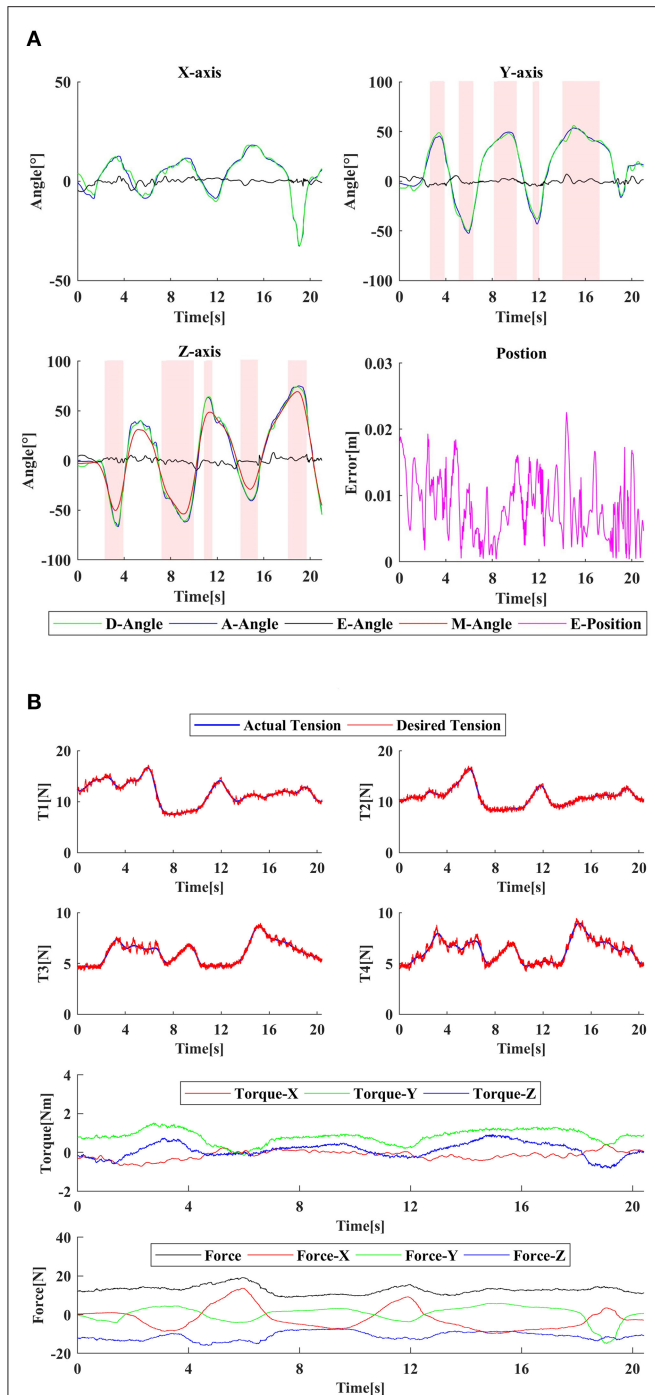 A
X-axis
50
0
-50
Angle[°]
0 4 8 12 16 20
Time[s]
Y-axis
100
50
0
-50
-100
Angle[°]
0 4 8 12 16 20
Time[s]
Z-axis
100
50
0
-50
-100
Angle[°]
0 4 8 12 16 20
Time[s]
Postion
0.03
0.02
0.01
0
Error[m]
0 4 8 12 16 20
Time[s]
D-Angle A-Angle E-Angle M-Angle E-Position
B
Actual Tension Desired Tension
20
10
0
T1[N]
0 4 8 12 16 20
Time[s]
20
10
0
T2[N]
0 4 8 12 16 20
Time[s]
10
5
0
T3[N]
0 4 8 12 16 20
Time[s]
10
5
0
T4[N]
0 4 8 12 16 20
Time[s]
Torque-X Torque-Y Torque-Z
4
2
0
-2
Torque[Nm]
0 4 8 12 16 20
Time[s]
Force Force-X Force-Y Force-Z
40
20
0
-20
Force[N]
0 4 8 12 16 20
Time[s]